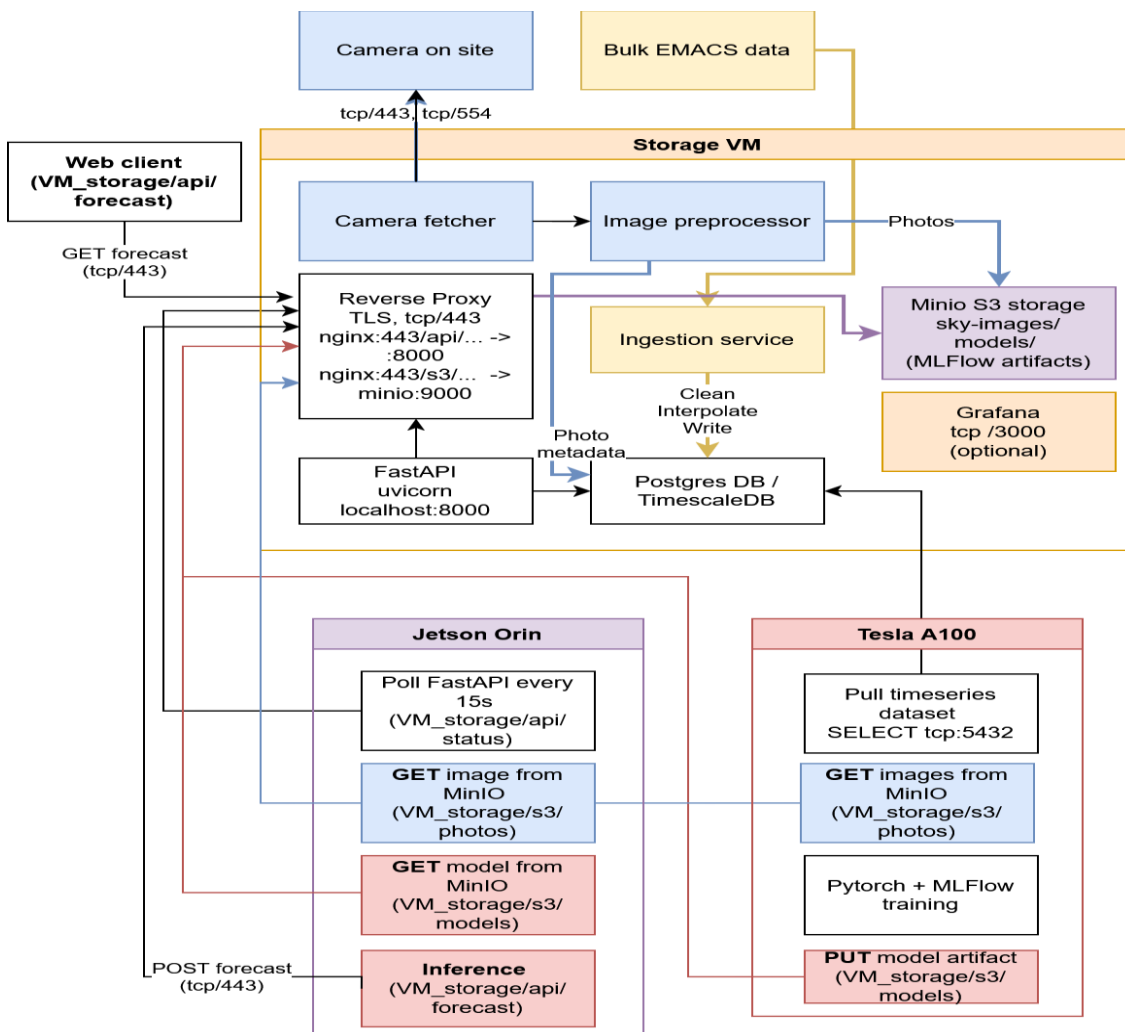 Camera on site
Bulk EMACS data
tcp/443, tcp/554
Storage VM
Web client
(VM_storage/api/
forecast)
Camera fetcher
Image preprocessor
Photos
GET forecast
(tcp/443)
Reverse Proxy
TLS, tcp/443
nginx:443/api/... ->
:8000
nginx:443/s3/... ->
minio:9000
Ingestion service
Minio S3 storage
sky-images/
models/
(MLFlow artifacts)
Clean
Interpolate
Write
Grafana
tcp /3000
(optional)
Photo
metadata
FastAPI
uvicorn
localhost:8000
Postgres DB /
TimescaleDB
Jetson Orin
Poll FastAPI every
15s
(VM_storage/api/
status)
GET image from
MinIO
(VM_storage/s3/
photos)
GET model from
MinIO
(VM_storage/s3/
models)
POST forecast
(tcp/443)
Inference
(VM_storage/api/
forecast)
Tesla A100
Pull timeseries
dataset
SELECT tcp:5432
GET images from
MinIO
(VM_storage/s3/
photos)
Pytorch + MLFlow
training
PUT model artifact
(VM_storage/s3/
models)